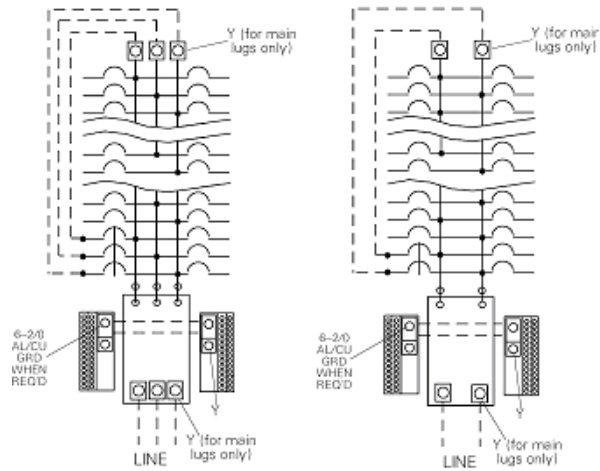 Y (for main
lugs only)
Y (for main
lugs only)
6-2/0
AL/CU
GRD
WHEN
REQ'D
Y
Y (for main
lugs only)
LINE
6-2/0
AL/CU
GRD
WHEN
REQ'D
Y
Y (for main
lugs only)
LINE